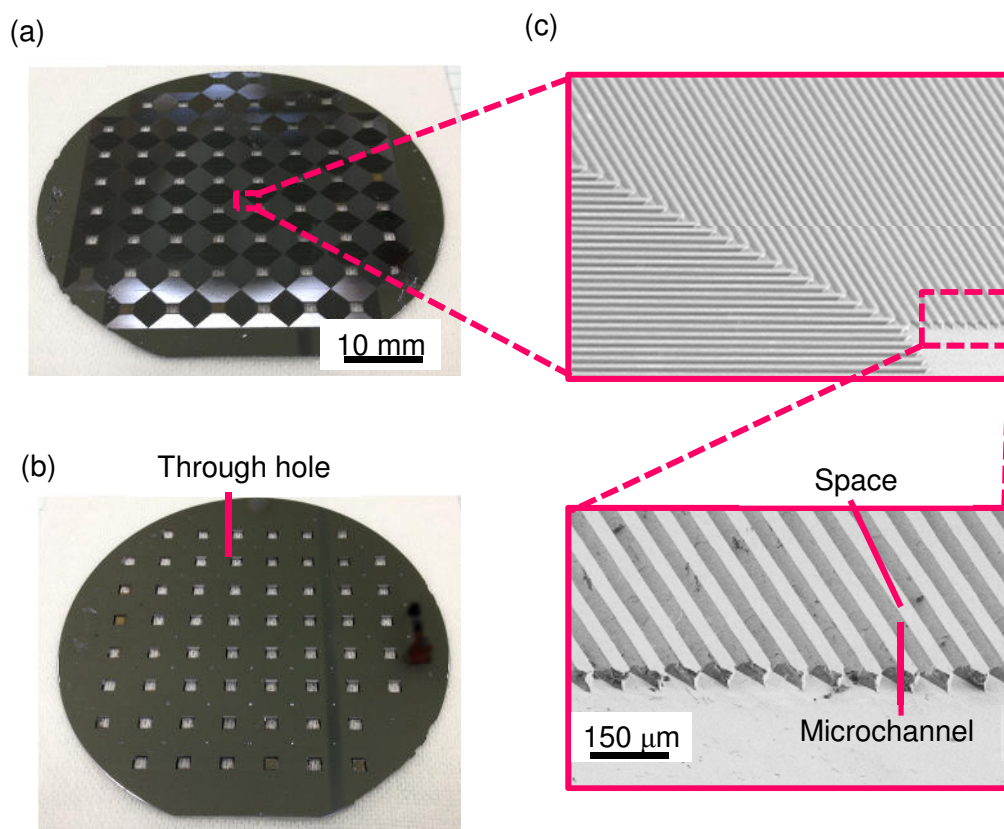 (a)
10 mm
(b)
Through hole
(c)
Space
Microchannel
150 μm